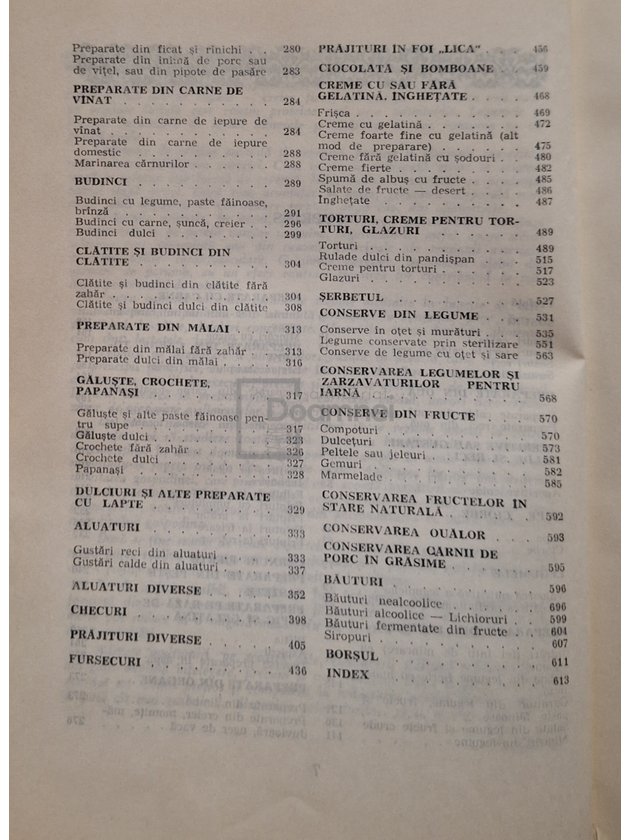 Preparate din ficat și rinichi . . 280
Preparate din inimă de porc sau
de vițel, sau din pipote de pasăre 283
PREPARATE DIN CARNE DE
VÎNAT . . . . . . . . . . 284
Preparate din carne de iepure de
vînat . . . . . . . . . . 284
Preparate din carne de iepure
domestic . . . . . . . . . 288
Marinarea cărnurilor . . . . . 288
BUDINCI . . . . . . . . . 289
Budinci cu legume, paste făinoase,
brînză . . . . . . . . . . 291
Budinci cu carne, șuncă, creier . . 296
Budinci dulci . . . . . . . . 299
CLĂTITE ȘI BUDINCI DIN
CLĂTITE . . . . . . . . . 304
Clătite și budinci din clătite fără
zahăr . . . . . . . . . . 304
Clătite și budinci dulci din clătite 308
PREPARATE DIN MĂLAI . . . 313
Preparate din mălai fără zahăr . . 313
Preparate dulci din mălai . . . . 316
GĂLUȘTE, CROCHETE,
PAPANAȘI . . . . . . . . 317
Găluște și alte paste făinoase pen-
tru supe . . . . . . . . . 317
Găluște dulci . . . . . . . . 323
Crochete fără zahăr . . . . . . 326
Crochete dulci . . . . . . . . 327
Papanași . . . . . . . . . 328
DULCIURI ȘI ALTE PREPARATE
CU LAPTE . . . . . . . . 329
ALUATURI . . . . . . . . 333
Gustări reci din aluaturi . . . . 333
Gustări calde din aluaturi . . . . 337
ALUATURI DIVERSE . . . . . 352
CHECURI . . . . . . . . . 398
PRĂJITURI DIVERSE . . . . . 405
FURSECURI . . . . . . . . 436
PRĂJITURI IN FOI „LICA” . . . 456
CIOCOLATĂ ȘI BOMBOANE . . . 459
CREME CU SAU FĂRĂ
GELATINĂ. INGHEȚATE . . . . 468
Frișca . . . . . . . . . . 469
Creme cu gelatină . . . . . . . 472
Creme foarte fine cu gelatină (alt
mod de preparare) . . . . . . 475
Creme fără gelatină cu șodouri . . 480
Creme fierte . . . . . . . . 482
Spumă de albuș cu fructe . . . . 485
Salate de fructe — desert . . . . 486
Inghețate . . . . . . . . . 487
TORTURI, CREME PENTRU TOR-
TURI, GLAZURI . . . . . . 489
Torturi . . . . . . . . . . 489
Rulade dulci din pandișpan . . . 515
Creme pentru torturi . . . . . . 517
Glazuri . . . . . . . . . . 523
ȘERBETUL . . . . . . . . 527
CONSERVE DIN LEGUME . . . 531
Conserve în oțet și murături . . . 535
Legume conservate prin sterilizare 551
Conserve de legume cu oțet și sare 563
CONSERVAREA LEGUMELOR ȘI
ZARZAVATURILOR PENTRU
IARNĂ . . . . . . . . . . 568
CONSERVE DIN FRUCTE . . . 570
Compoturi . . . . . . . . . 570
Dulcețuri . . . . . . . . . 573
Peltele sau jeleuri . . . . . . 581
Gemuri . . . . . . . . . . 582
Marmelade . . . . . . . . . 585
CONSERVAREA FRUCTELOR IN
STARE NATURALĂ . . . . . 592
CONSERVAREA OUALOR . . . 593
CONSERVAREA CĂRNII DE
PORC IN GRĂSIME . . . . . 595
BĂUTURI . . . . . . . . . 596
Băuturi nealcoolice . . . . . . 696
Băuturi alcoolice — Lichioruri . . 599
Băuturi fermentate din fructe . . 604
Siropuri . . . . . . . . . . 607
BORȘUL . . . . . . . . . 611
INDEX . . . . . . . . . . 613